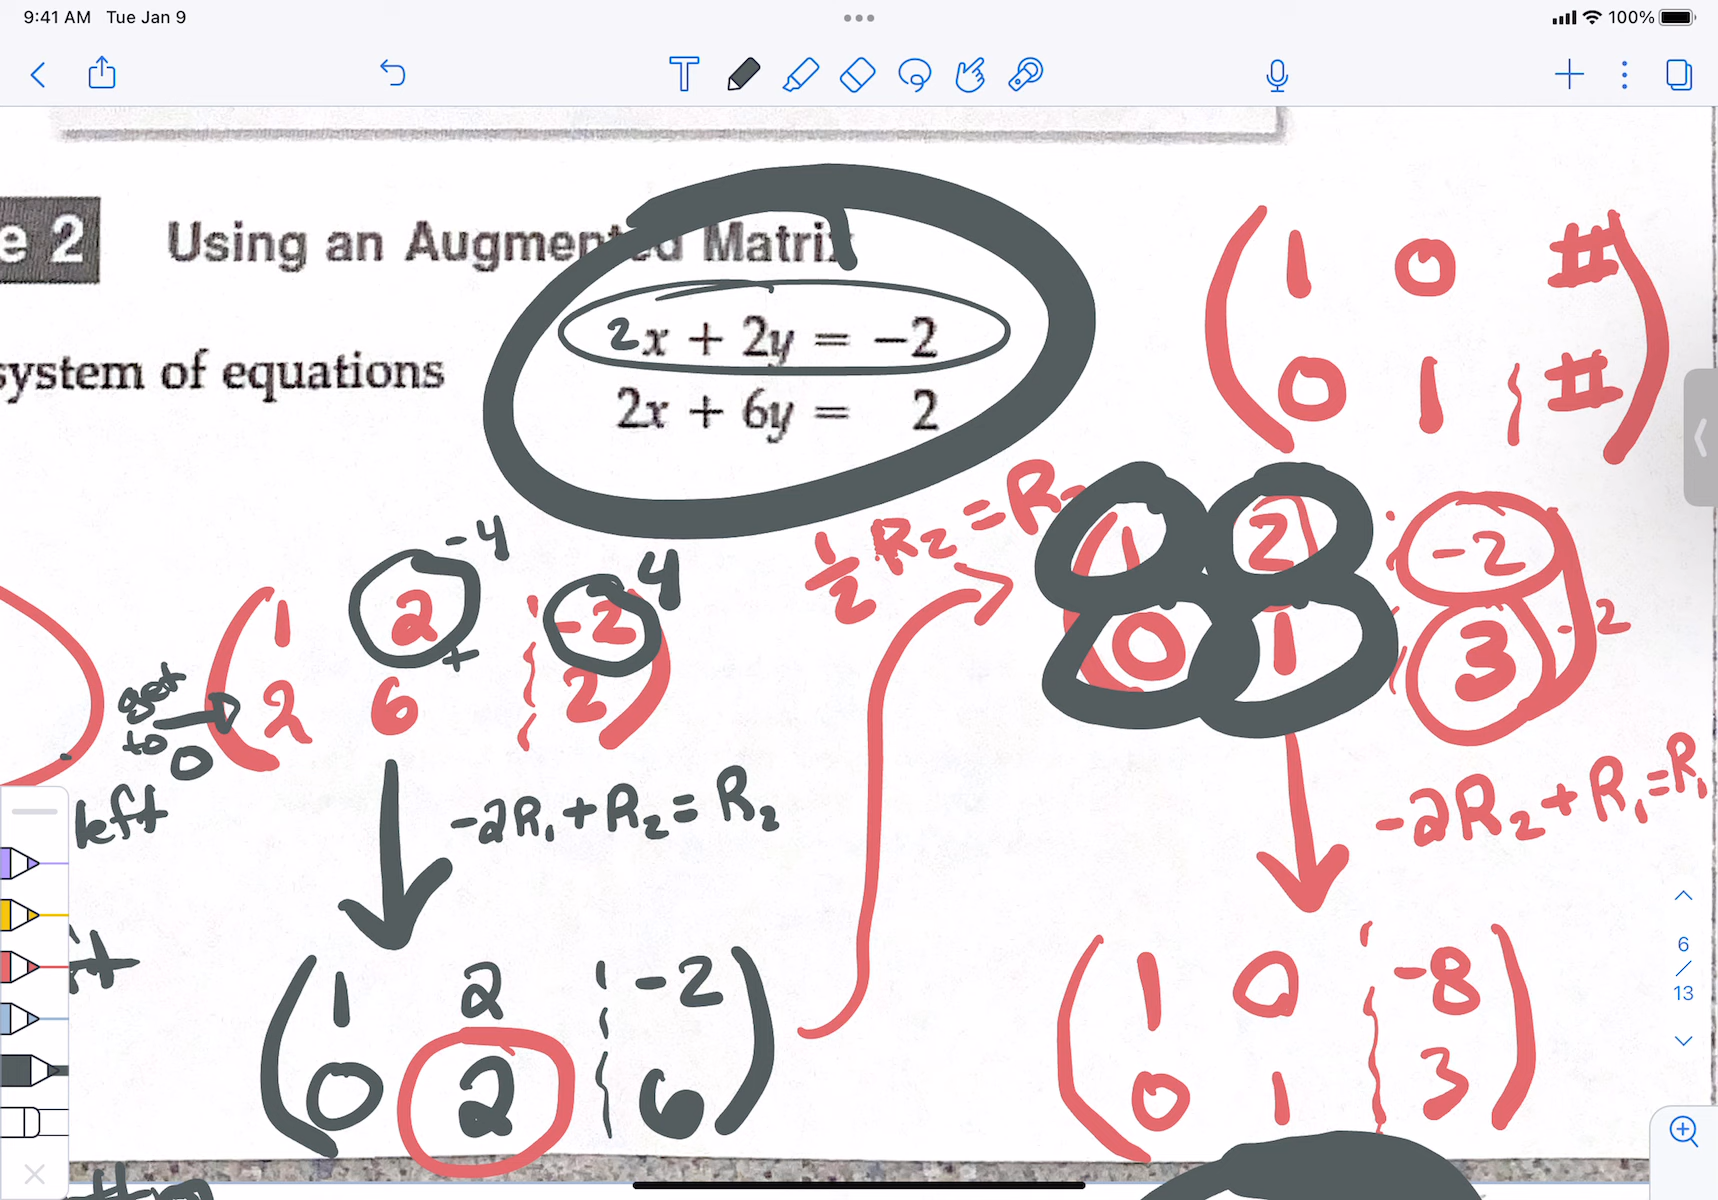 9:41 AM Tue Jan 9
100%
e 2 Using an Augmented Matrix
system of equations
2x + 2y = -2
2x + 6y = 2
1 0 #
0 1 #
-4
4
1 2 -2
2 6 2
+
get
to
0
left
-2R₁ + R₂ = R₂
1 2 -2
0 2 6
½ R₂ = R
1 2 -2
0 1 3
-2
-2R₂ + R₁ = R₁
1 0 -8
0 1 3
6
/
13